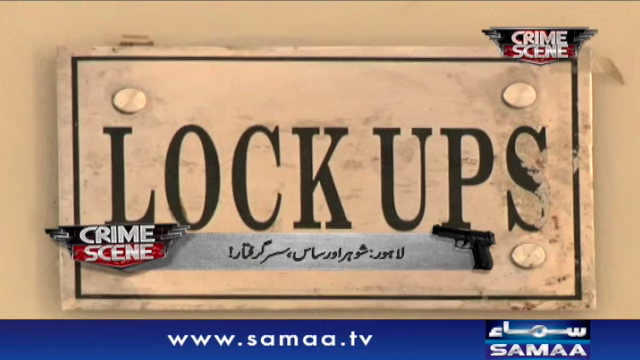 CRIME
SCENE
LOCK UPS
CRIME
SCENE
لاہور: شوہر اور ساس، سسر گرفتار!
www.samaa.tv
سماء
SAMAA